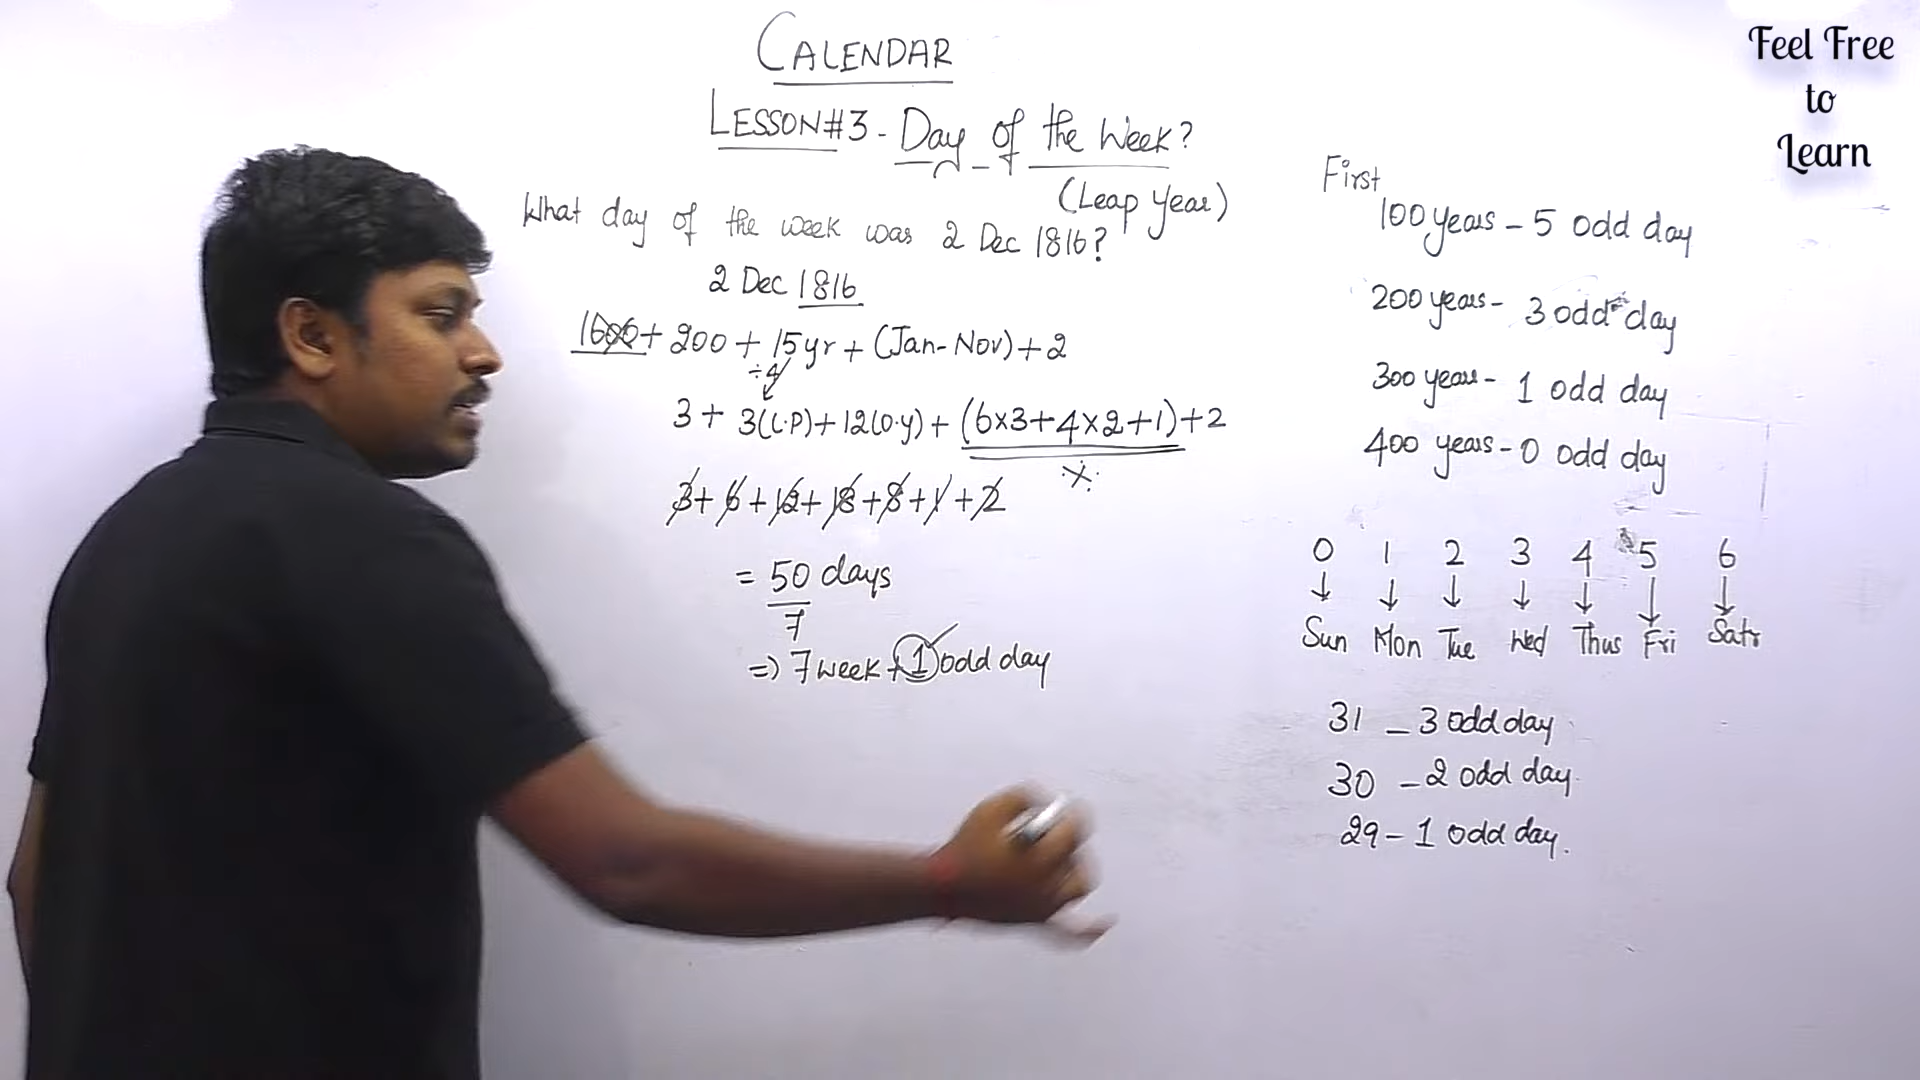 CALENDAR
LESSON#3 - Day of the Week?
(Leap Year)
What day of the week was 2 Dec 1816?
2 Dec 1816
1600 + 200 + 15yr + (Jan-Nov) + 2
÷4
3 + 3(L.P) + 12(O.y) + (6×3+4×2+1) + 2
3 + 6 + 12 + 18 + 8 + 1 + 2
= 50 days
7
=> 7 week + 1 odd day
Feel Free
to
Learn
First
100 years - 5 odd day
200 years - 3 odd day
300 years - 1 odd day
400 years - 0 odd day
0 1 2 3 4 5 6
Sun Mon Tue Wed Thus Fri Satr
31 - 3 odd day
30 - 2 odd day
29 - 1 odd day.